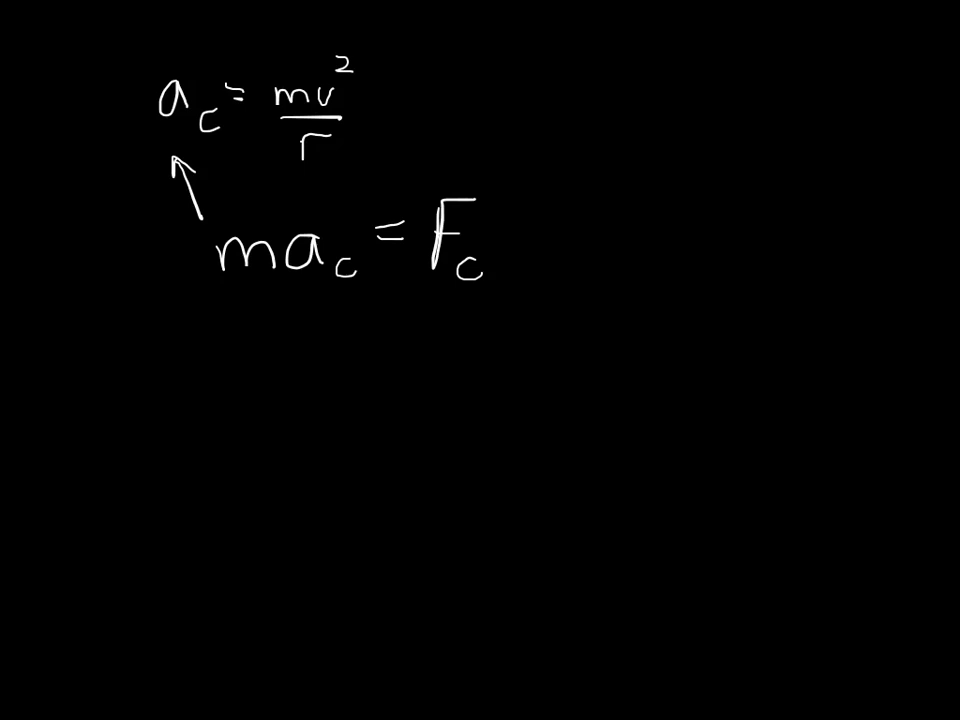 a_c = mv²/r
ma_c = F_c